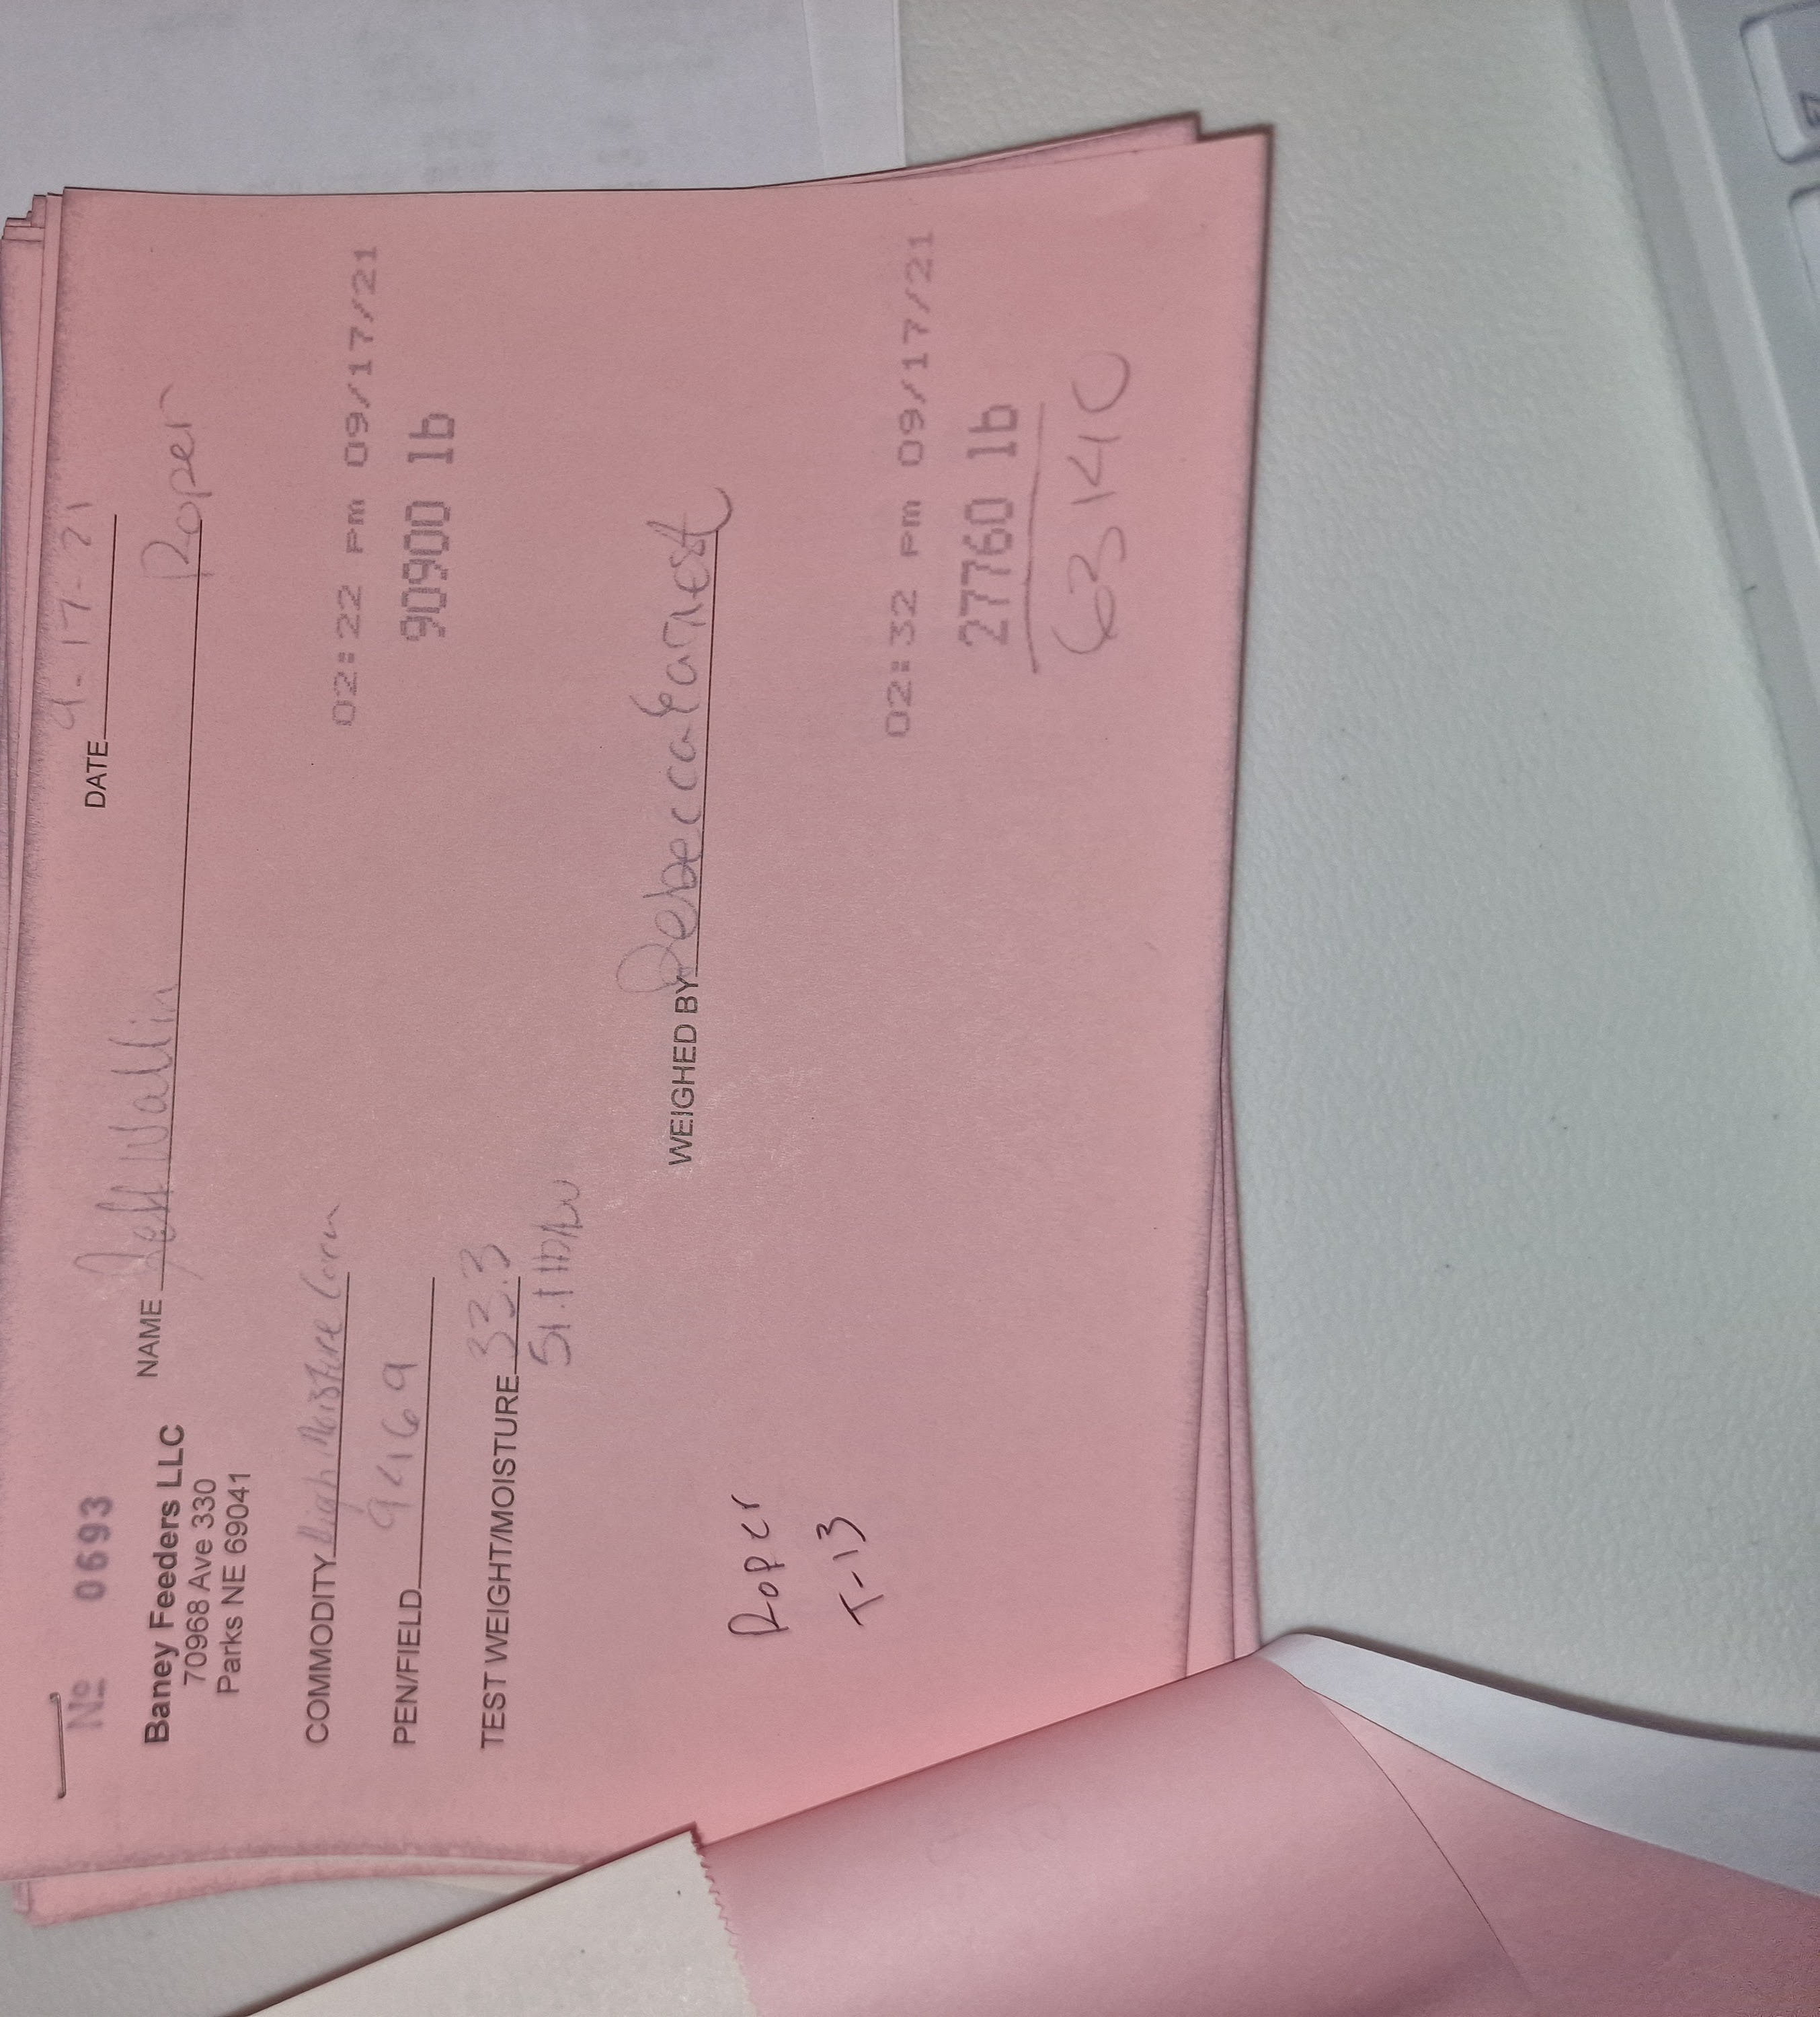 № 0693
DATE 9-17-21
Baney Feeders LLC
70968 Ave 330
Parks NE 69041
NAME Jeff Wallin Roper
COMMODITY High Moisture Corn
02:22 Pm 09/17/21
PEN/FIELD 9469
90900 lb
TEST WEIGHT/MOISTURE 32.3
51.1 lb/bu
WEIGHED BY Rebecca Earnest
Roper
T-13
02:32 Pm 09/17/21
27760 lb
63140